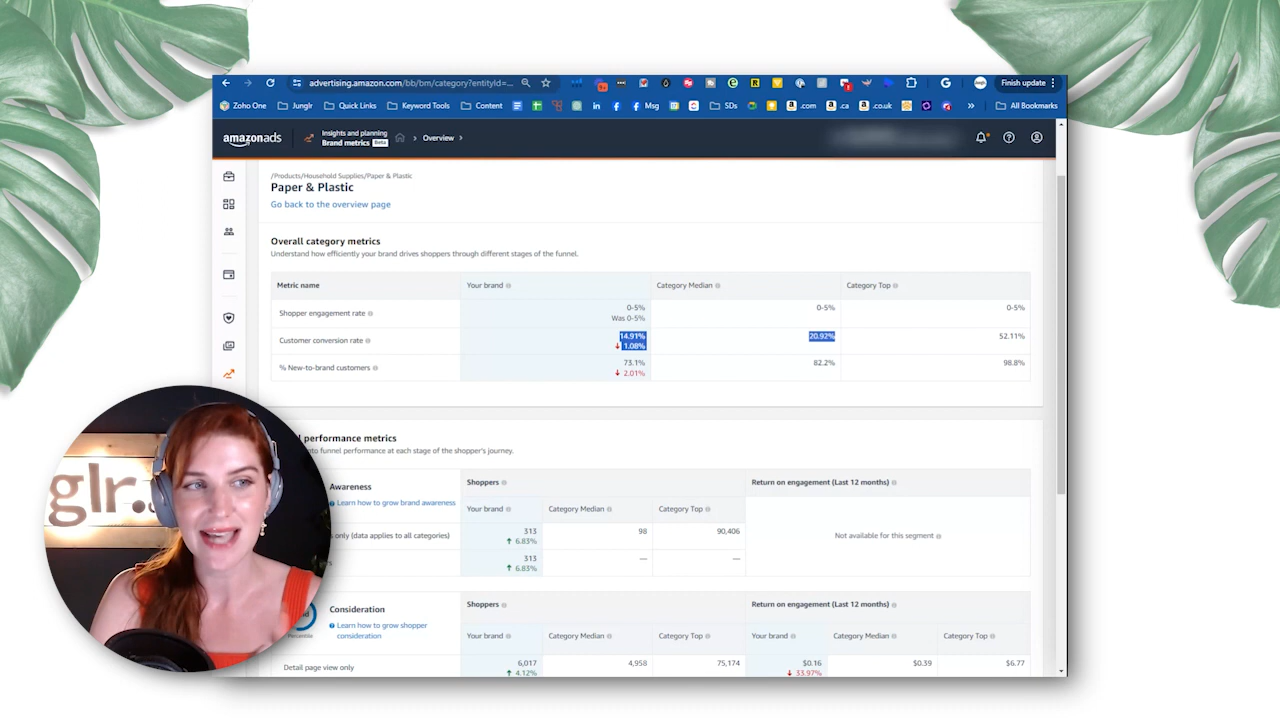 advertising.amazon.com/bb/bm/category?entityId=... Finish update
Zoho One Junglr Quick Links Keyword Tools Content Msg SDs .com .ca .co.uk » All Bookmarks
amazonads Insights and planning
Brand metrics Beta > Overview >
/Products/Household Supplies/Paper & Plastic
Paper & Plastic
Go back to the overview page
Overall category metrics
Understand how efficiently your brand drives shoppers through different stages of the funnel.
Metric name Your brand Category Median Category Top
Shopper engagement rate 0-5% 0-5% 0-5%
Was 0-5%
Customer conversion rate 14.91% 20.92% 52.11%
↓ 1.08%
% New-to-brand customers 73.1% 82.2% 98.8%
↓ 2.01%
performance metrics
nto funnel performance at each stage of the shopper's journey.
Awareness Shoppers Return on engagement (Last 12 months)
Learn how to grow brand awareness Your brand Category Median Category Top
only (data applies to all categories) 313 98 90,406 Not available for this segment
↑ 6.83%
313 — —
↑ 6.83%
glr.
Consideration Shoppers Return on engagement (Last 12 months)
Learn how to grow shopper
consideration Your brand Category Median Category Top Your brand Category Median Category Top
Percentile
Detail page view only 6,017 4,958 75,174 $0.16 $0.39 $6.77
↑ 4.12% ↓ 33.97%